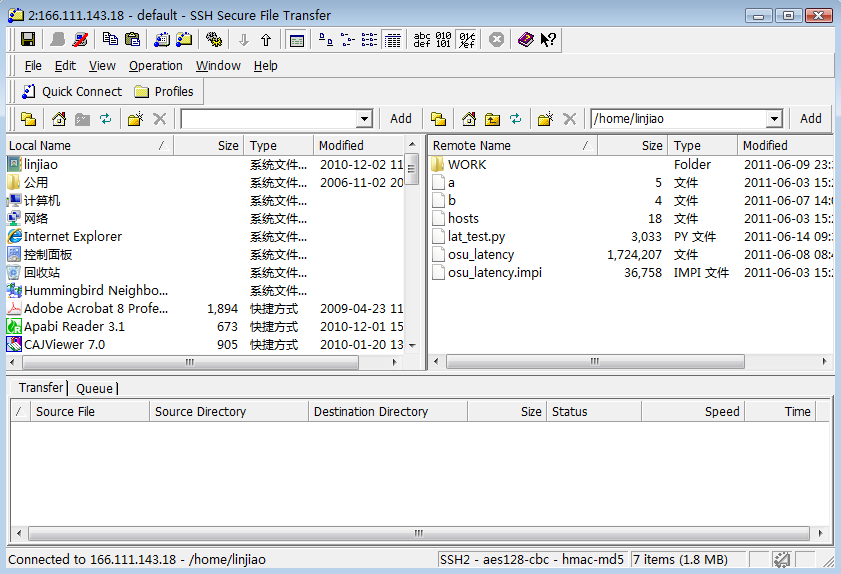 2:166.111.143.18 - default - SSH Secure File Transfer
abc def 010 101
File Edit View Operation Window Help
Quick Connect Profiles
Add /home/linjiao Add
Local Name / Size Type Modified
linjiao 系统文件... 2010-12-02 11
公用 系统文件... 2006-11-02 20
计算机 系统文件...
网络 系统文件...
Internet Explorer 系统文件...
控制面板 系统文件...
回收站 系统文件...
Hummingbird Neighbo... 系统文件...
Adobe Acrobat 8 Profe... 1,894 快捷方式 2009-04-23 11
Apabi Reader 3.1 673 快捷方式 2010-12-01 15
CAJViewer 7.0 905 快捷方式 2010-01-20 13
Remote Name / Size Type Modified
WORK Folder 2011-06-09 23:
a 5 文件 2011-06-03 15:
b 4 文件 2011-06-07 14:
hosts 18 文件 2011-06-03 15:
lat_test.py 3,033 PY 文件 2011-06-14 09:
osu_latency 1,724,207 文件 2011-06-08 08:
osu_latency.impi 36,758 IMPI 文件 2011-06-03 15:
Transfer Queue
/ Source File Source Directory Destination Directory Size Status Speed Time
Connected to 166.111.143.18 - /home/linjiao SSH2 - aes128-cbc - hmac-md5 7 items (1.8 MB)